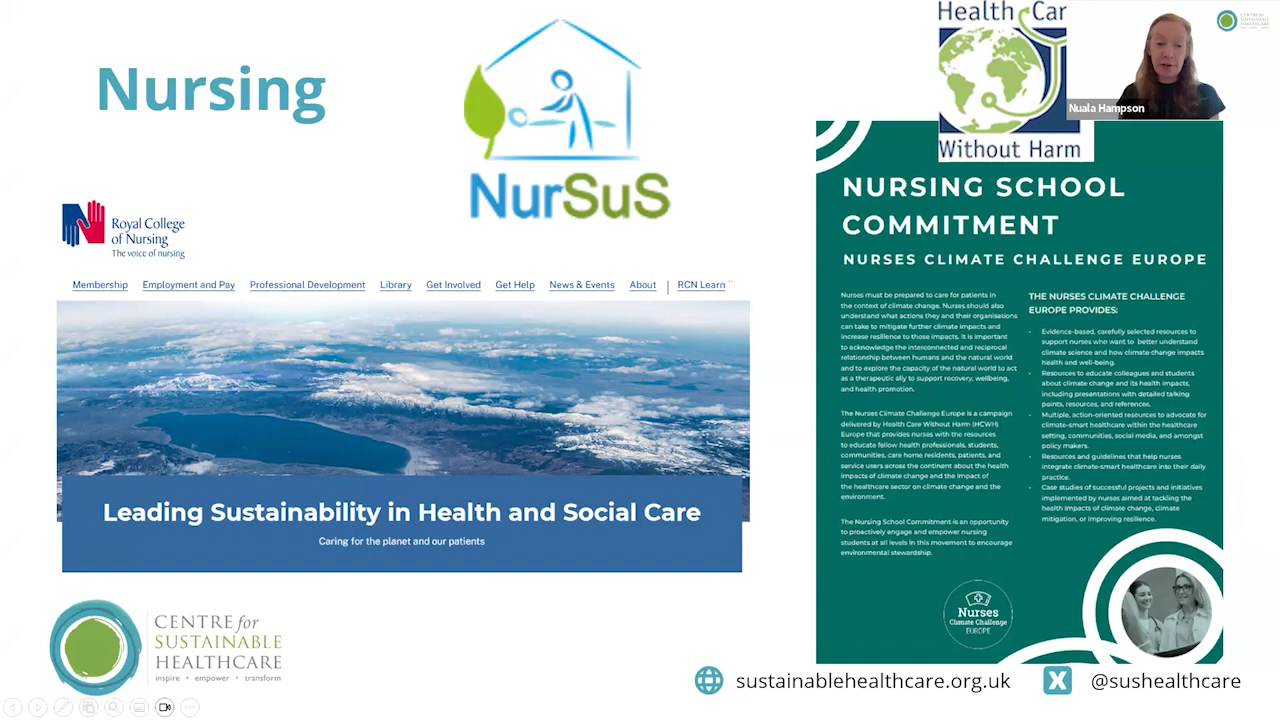 Nursing
NurSuS
Health Car
Without Harm
Nuala Hampson
CENTRE for
SUSTAINABLE
HEALTHCARE
Royal College
of Nursing
The voice of nursing
Membership Employment and Pay Professional Development Library Get Involved Get Help News & Events About RCN Learn
Leading Sustainability in Health and Social Care
Caring for the planet and our patients
NURSING SCHOOL
COMMITMENT
NURSES CLIMATE CHALLENGE EUROPE
Nurses must be prepared to care for patients in
the context of climate change. Nurses should also
understand what actions they and their organisations
can take to mitigate further climate impacts and
increase resilience to those impacts. It is important
to acknowledge the interconnected and reciprocal
relationship between humans and the natural world
and to explore the capacity of the natural world to act
as a therapeutic ally to support recovery, wellbeing,
and health promotion.
The Nurses Climate Challenge Europe is a campaign
delivered by Health Care Without Harm (HCWH)
Europe that provides nurses with the resources
to educate fellow health professionals, students,
communities, care home residents, patients, and
service users across the continent about the health
impacts of climate change and the impact of
the healthcare sector on climate change and the
environment.
The Nursing School Commitment is an opportunity
to proactively engage and empower nursing
students at all levels in this movement to encourage
environmental stewardship.
THE NURSES CLIMATE CHALLENGE
EUROPE PROVIDES:
• Evidence-based, carefully selected resources to
support nurses who want to better understand
climate science and how climate change impacts
health and well-being.
• Resources to educate colleagues and students
about climate change and its health impacts,
including presentations with detailed talking
points, resources, and references.
• Multiple, action-oriented resources to advocate for
climate-smart healthcare within the healthcare
setting, communities, social media, and amongst
policy makers.
• Resources and guidelines that help nurses
integrate climate-smart healthcare into their daily
practice.
• Case studies of successful projects and initiatives
implemented by nurses aimed at tackling the
health impacts of climate change, climate
mitigation, or improving resilience.
Nurses
Climate Challenge
EUROPE
CENTRE for
SUSTAINABLE
HEALTHCARE
inspire • empower • transform
sustainablehealthcare.org.uk
X @sushealthcare